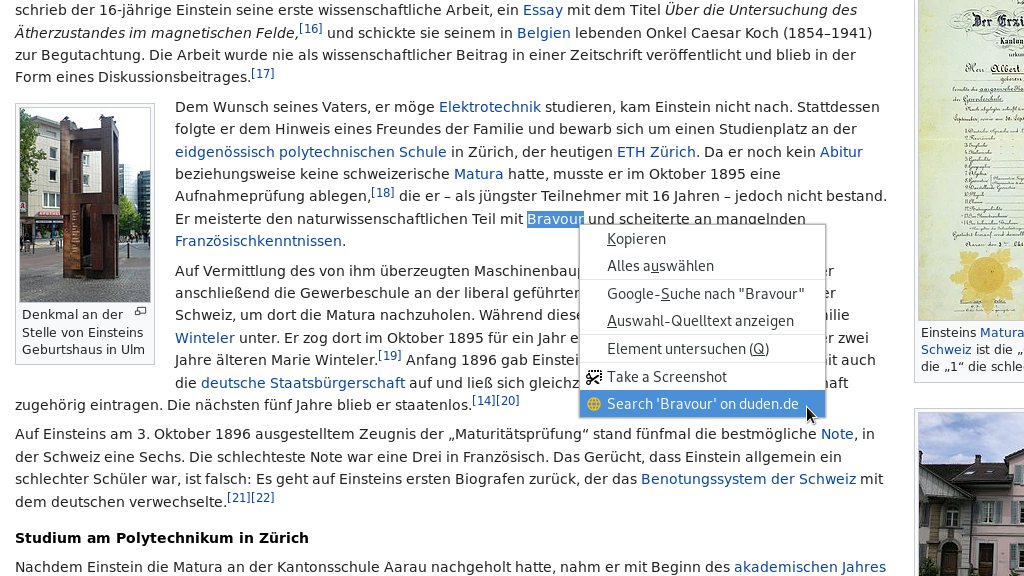 schrieb der 16-jährige Einstein seine erste wissenschaftliche Arbeit, ein Essay mit dem Titel Über die Untersuchung des
Ätherzustandes im magnetischen Felde,[16] und schickte sie seinem in Belgien lebenden Onkel Caesar Koch (1854–1941)
zur Begutachtung. Die Arbeit wurde nie als wissenschaftlicher Beitrag in einer Zeitschrift veröffentlicht und blieb in der
Form eines Diskussionsbeitrages.[17]
Dem Wunsch seines Vaters, er möge Elektrotechnik studieren, kam Einstein nicht nach. Stattdessen
folgte er dem Hinweis eines Freundes der Familie und bewarb sich um einen Studienplatz an der
eidgenössisch polytechnischen Schule in Zürich, der heutigen ETH Zürich. Da er noch kein Abitur
beziehungsweise keine schweizerische Matura hatte, musste er im Oktober 1895 eine
Aufnahmeprüfung ablegen,[18] die er – als jüngster Teilnehmer mit 16 Jahren – jedoch nicht bestand.
Er meisterte den naturwissenschaftlichen Teil mit Bravour und scheiterte an mangelnden
Französischkenntnissen.
Denkmal an der
Stelle von Einsteins
Geburtshaus in Ulm
Auf Vermittlung des von ihm überzeugten Maschinenbau
anschließend die Gewerbeschule an der liberal geführten
Schweiz, um dort die Matura nachzuholen. Während
Winteler unter. Er zog dort im Oktober 1895 für ein Jahr zwei
Jahre älteren Marie Winteler.[19] Anfang 1896 gab auch
die deutsche Staatsbürgerschaft auf und ließ sich
zugehörig eintragen. Die nächsten fünf Jahre blieb er staatenlos.[14][20]
Kopieren
Alles auswählen
Google-Suche nach "Bravour"
Auswahl-Quelltext anzeigen
Element untersuchen (Q)
Take a Screenshot
Search 'Bravour' on duden.de
Auf Einsteins am 3. Oktober 1896 ausgestelltem Zeugnis der „Maturitätsprüfung“ stand fünfmal die bestmögliche Note, in
der Schweiz eine Sechs. Die schlechteste Note war eine Drei in Französisch. Das Gerücht, dass Einstein allgemein ein
schlechter Schüler war, ist falsch: Es geht auf Einsteins ersten Biografen zurück, der das Benotungssystem der Schweiz mit
dem deutschen verwechselte.[21][22]
Studium am Polytechnikum in Zürich
Nachdem Einstein die Matura an der Kantonsschule Aarau nachgeholt hatte, nahm er mit Beginn des akademischen Jahres
Einsteins Matura
Schweiz ist die „
die „1“ die schle